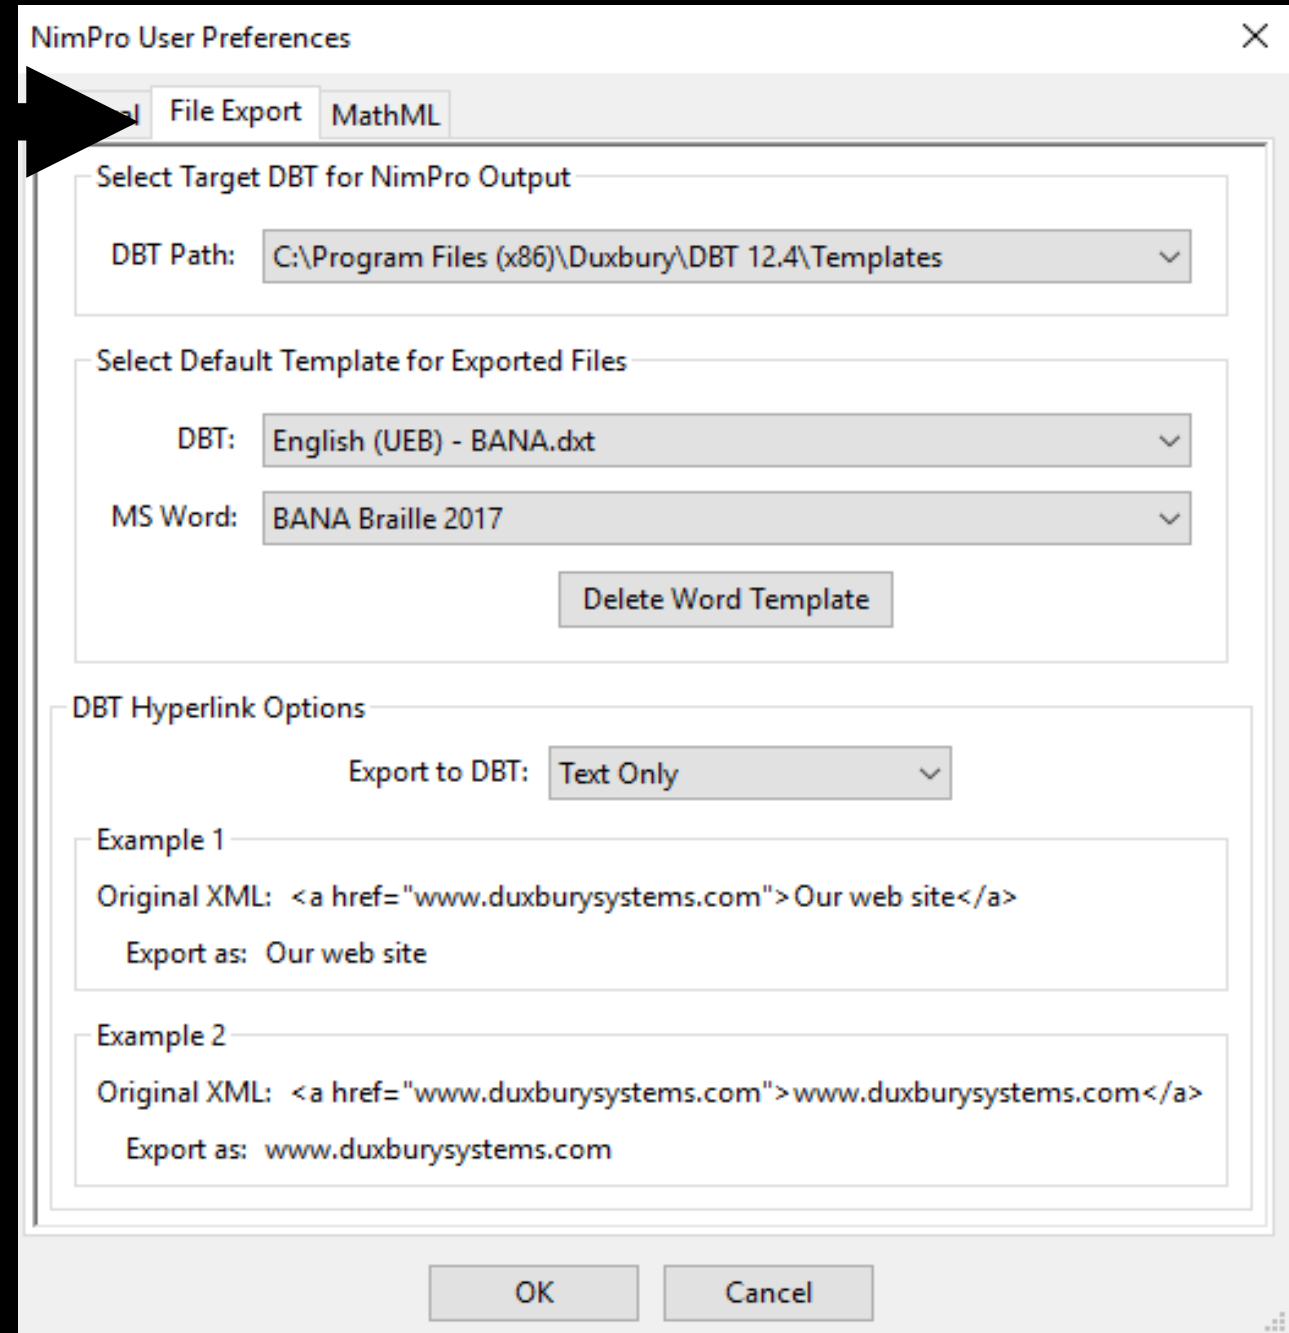 NimPro User Preferences
File Export MathML
Select Target DBT for NimPro Output
DBT Path: C:\Program Files (x86)\Duxbury\DBT 12.4\Templates
Select Default Template for Exported Files
DBT: English (UEB) - BANA.dxt
MS Word: BANA Braille 2017
Delete Word Template
DBT Hyperlink Options
Export to DBT: Text Only
Example 1
Original XML: <a href="www.duxburysystems.com">Our web site</a>
Export as: Our web site
Example 2
Original XML: <a href="www.duxburysystems.com">www.duxburysystems.com</a>
Export as: www.duxburysystems.com
OK Cancel